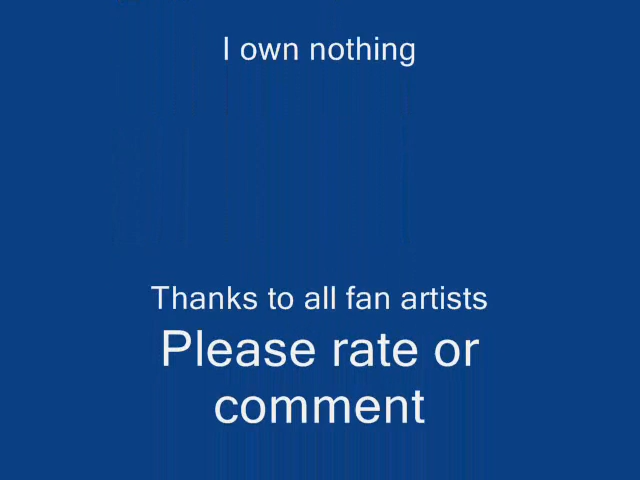 I own nothing
Thanks to all fan artists
Please rate or
comment